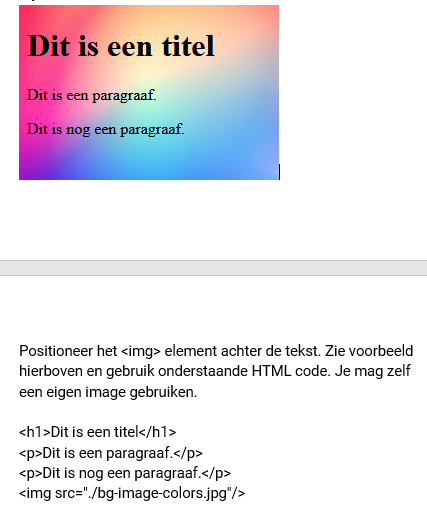 Dit is een titel
Dit is een paragraaf.
Dit is nog een paragraaf.
Positioneer het <img> element achter de tekst. Zie voorbeeld
hierboven en gebruik onderstaande HTML code. Je mag zelf
een eigen image gebruiken.
<h1>Dit is een titel</h1>
<p>Dit is een paragraaf.</p>
<p>Dit is nog een paragraaf.</p>
<img src="./bg-image-colors.jpg"/>